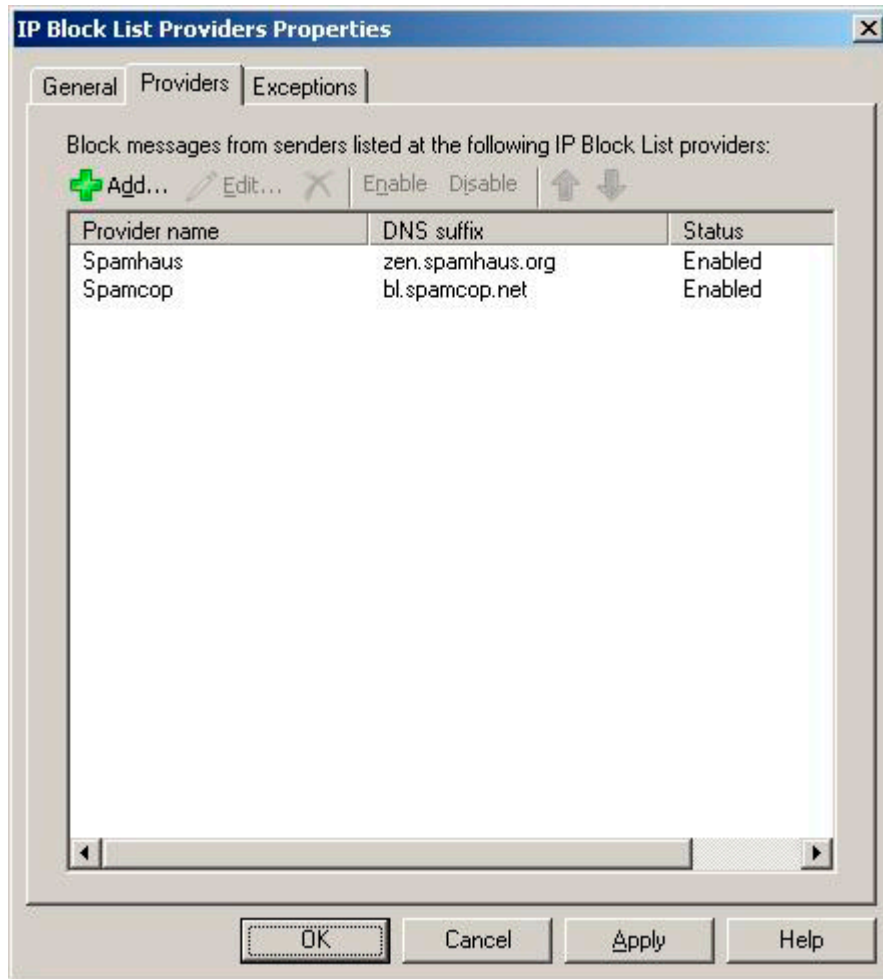 IP Block List Providers Properties
General Providers Exceptions
Block messages from senders listed at the following IP Block List providers:
Add... Edit... Enable Disable
Provider name DNS suffix Status
Spamhaus zen.spamhaus.org Enabled
Spamcop bl.spamcop.net Enabled
OK Cancel Apply Help